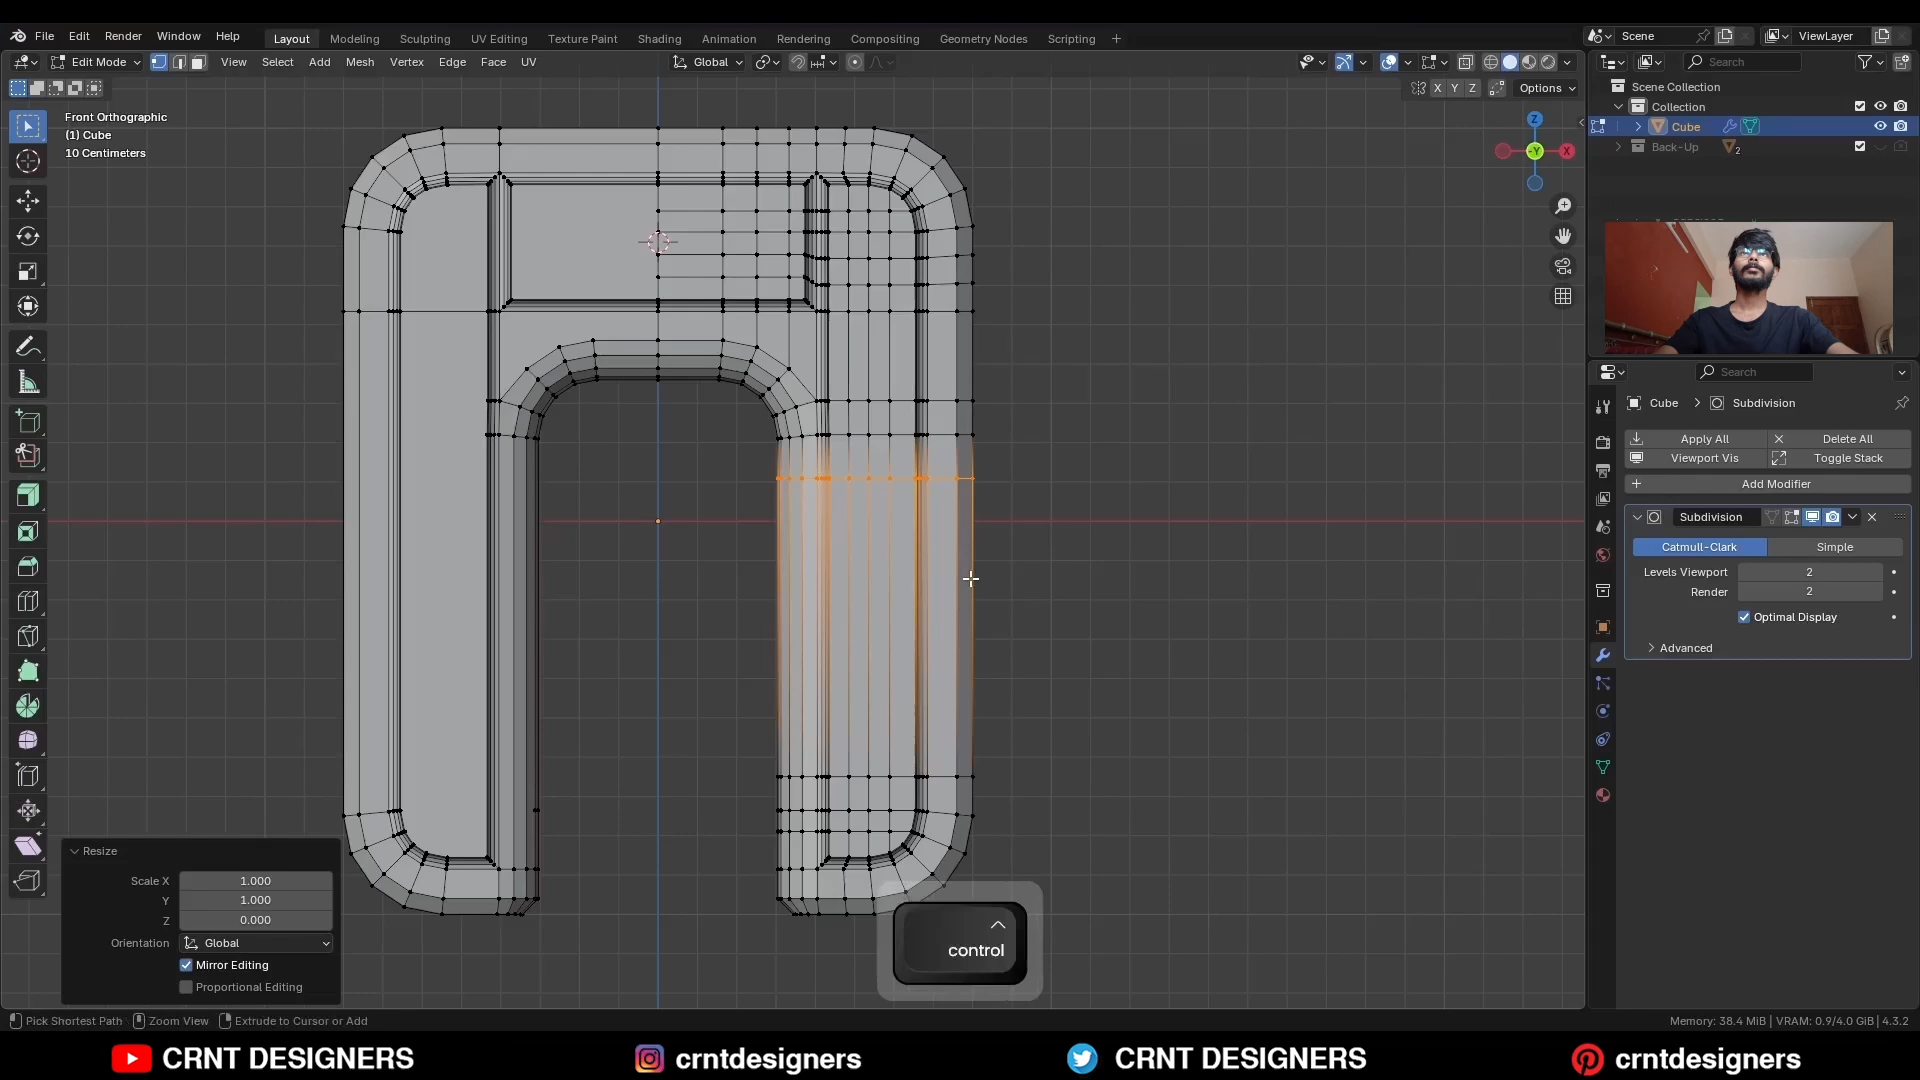 File Edit Render Window Help
Layout Modeling Sculpting UV Editing Texture Paint Shading Animation Rendering Compositing Geometry Nodes Scripting +
Scene
ViewLayer
Edit Mode
View Select Add Mesh Vertex Edge Face UV
Global
Search
X Y Z
Options
Front Orthographic
(1) Cube
10 Centimeters
Scene Collection
Collection
Cube
Back-Up
2
Z
-Y
X
Search
Cube > Subdivision
Apply All
Delete All
Viewport Vis
Toggle Stack
Add Modifier
Subdivision
Catmull-Clark
Simple
Levels Viewport 2
Render 2
Optimal Display
Advanced
Resize
Scale X 1.000
Y 1.000
Z 0.000
Orientation Global
Mirror Editing
Proportional Editing
control
Pick Shortest Path Zoom View Extrude to Cursor or Add
Memory: 38.4 MiB | VRAM: 0.9/4.0 GiB | 4.3.2
CRNT DESIGNERS
crntdesigners
CRNT DESIGNERS
crntdesigners